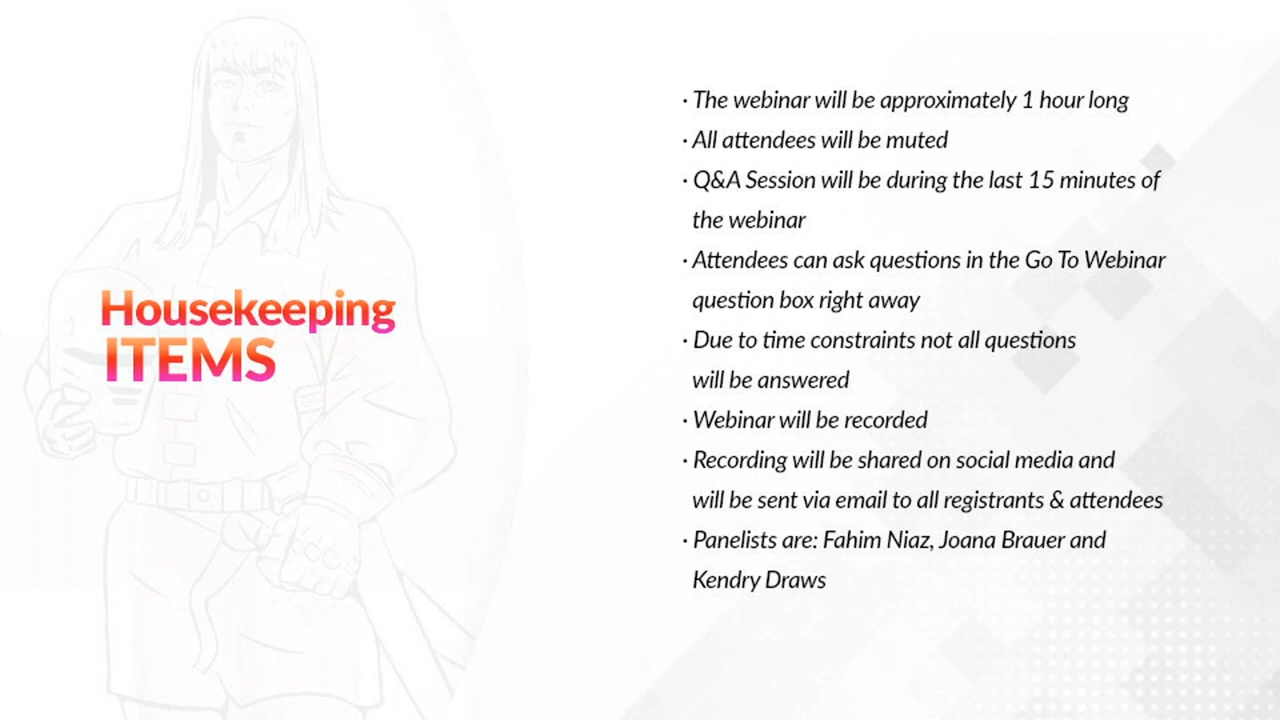 Housekeeping
ITEMS
· The webinar will be approximately 1 hour long
· All attendees will be muted
· Q&A Session will be during the last 15 minutes of
the webinar
· Attendees can ask questions in the Go To Webinar
question box right away
· Due to time constraints not all questions
will be answered
· Webinar will be recorded
· Recording will be shared on social media and
will be sent via email to all registrants & attendees
· Panelists are: Fahim Niaz, Joana Brauer and
Kendry Draws